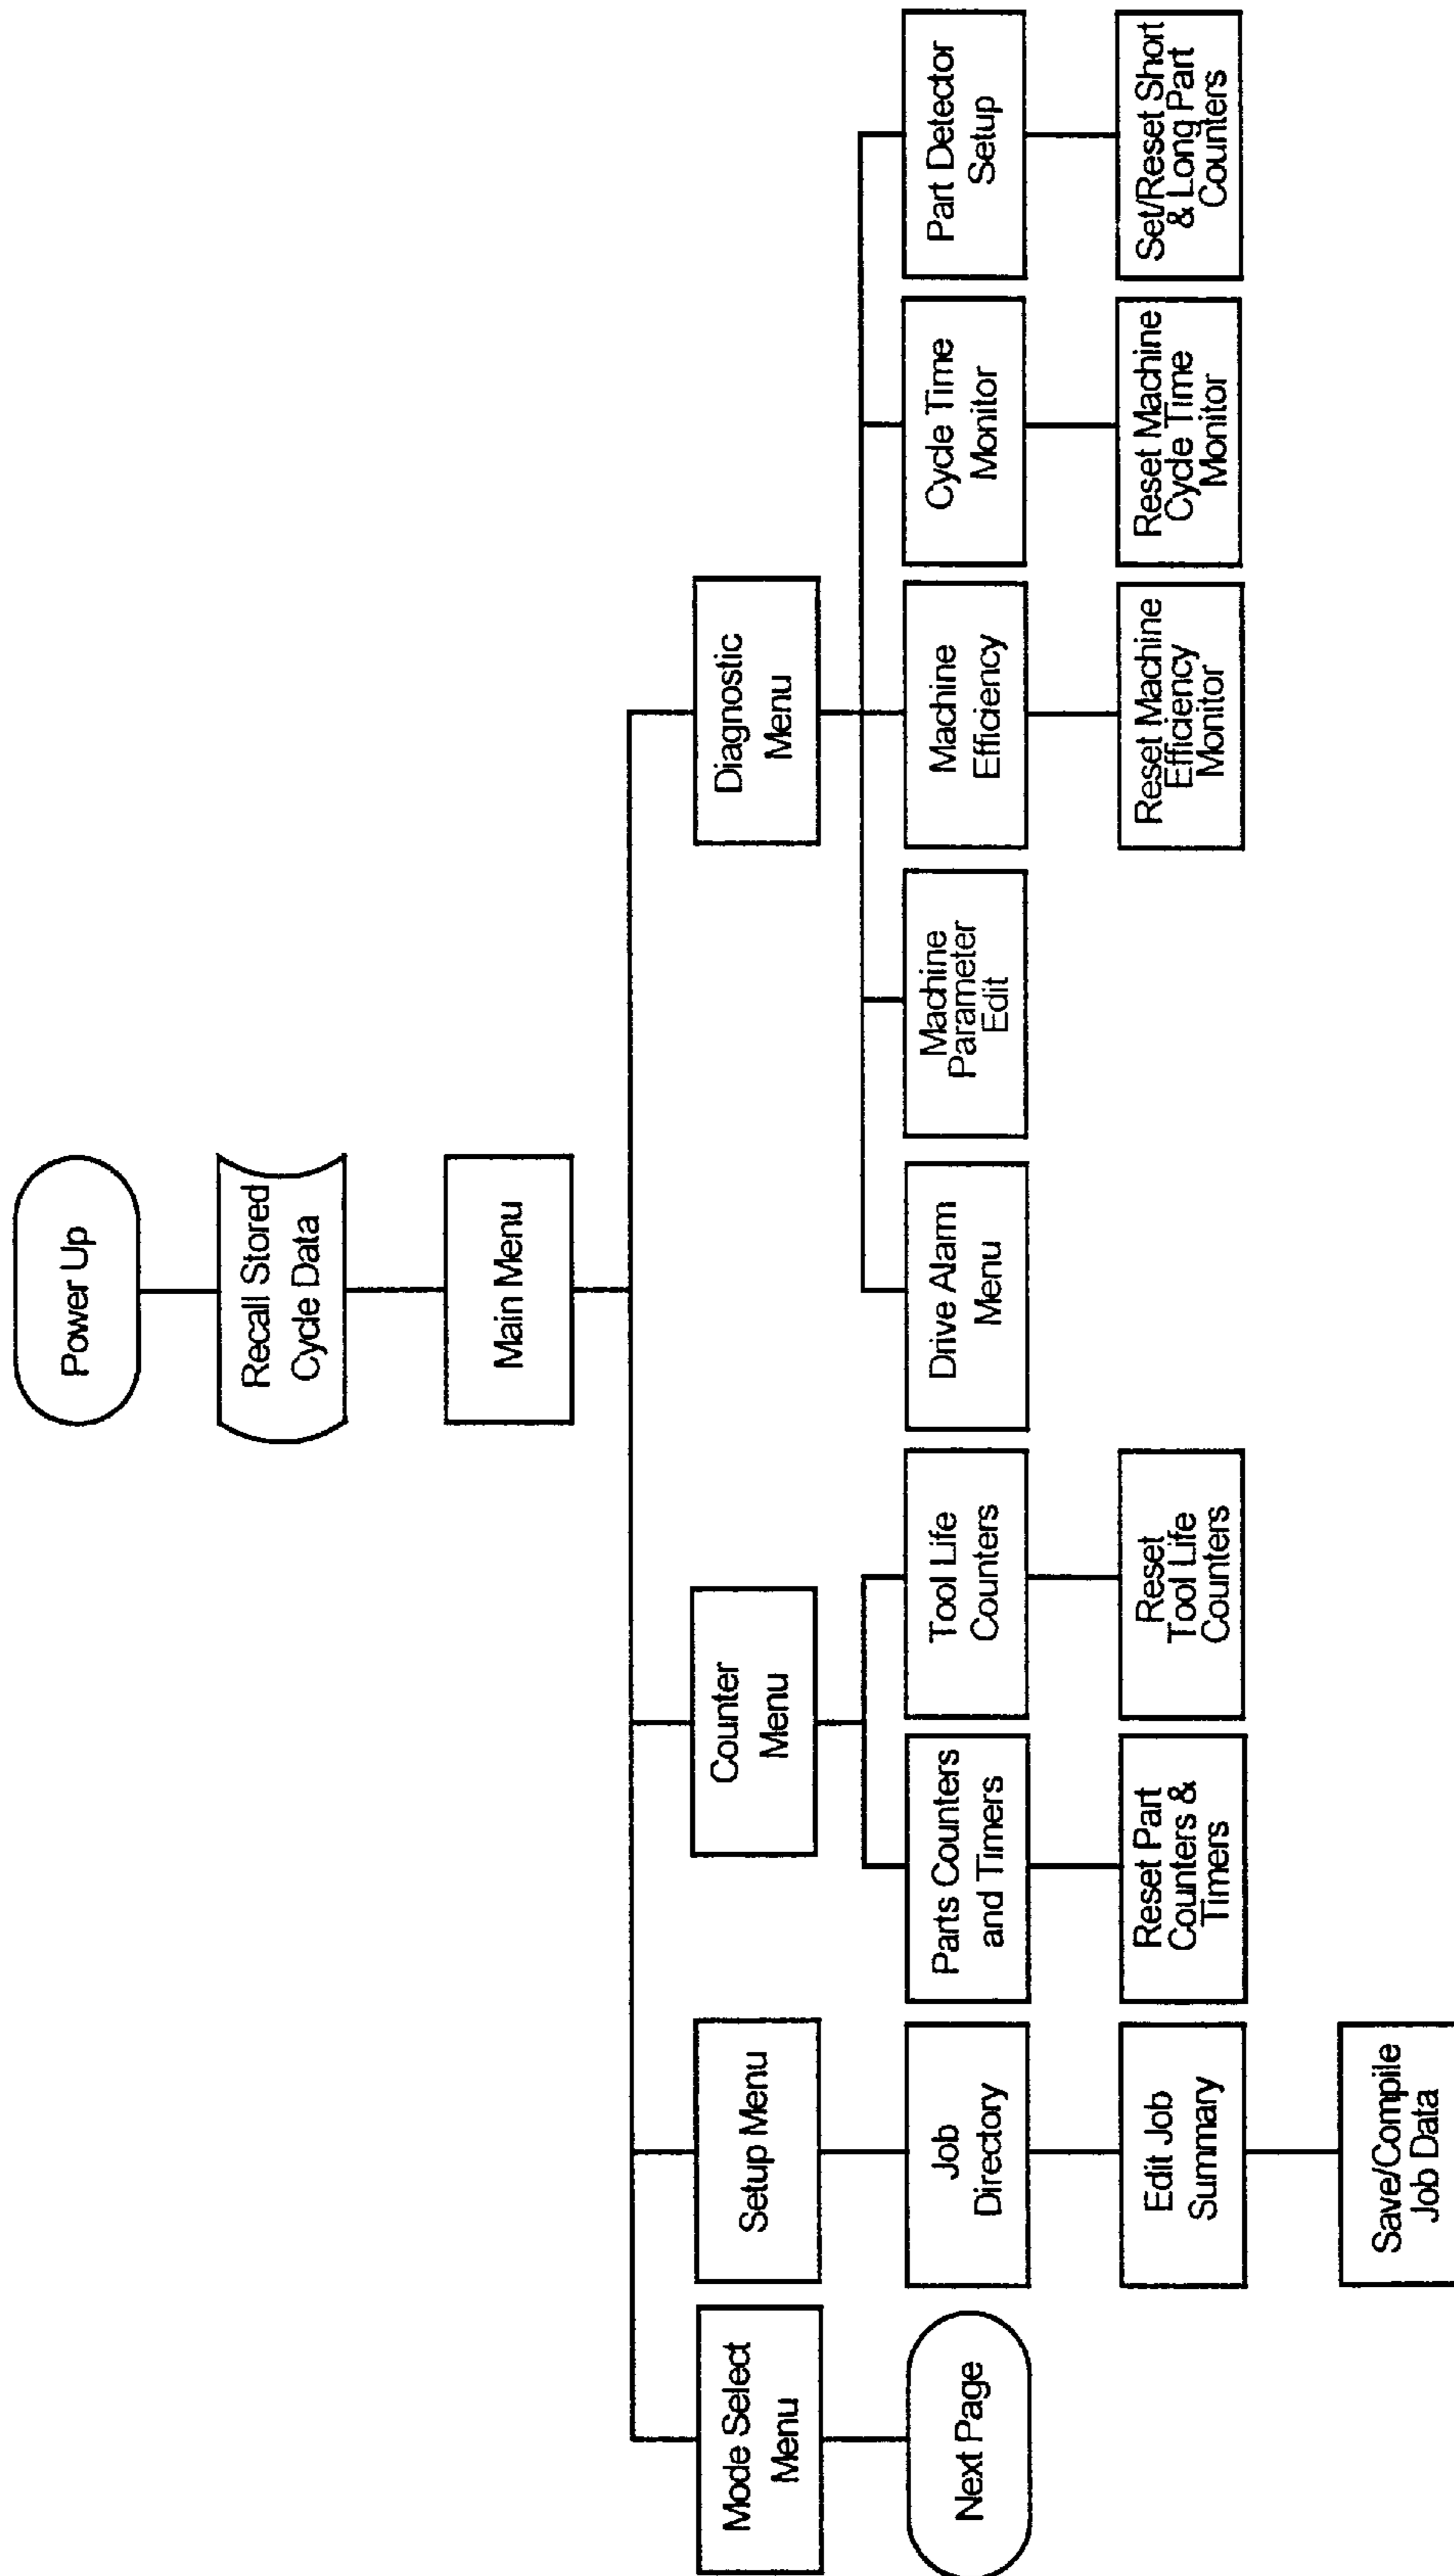 Power Up
Recall Stored
Cycle Data
Main Menu
Mode Select
Menu
Setup Menu
Counter
Menu
Diagnostic
Menu
Next Page
Job
Directory
Parts Counters
and Timers
Tool Life
Counters
Drive Alarm
Menu
Machine
Parameter
Edit
Machine
Efficiency
Cycle Time
Monitor
Part Detector
Setup
Edit Job
Summary
Reset Part
Counters &
Timers
Reset
Tool Life
Counters
Reset Machine
Efficiency
Monitor
Reset Machine
Cycle Time
Monitor
Set/Reset Short
& Long Part
Counters
Save/Compile
Job Data